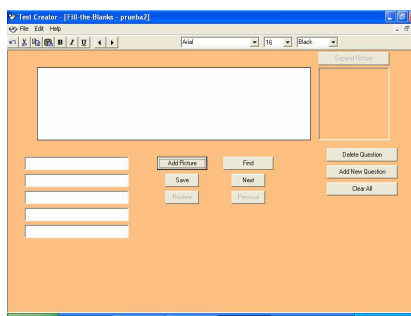 Test Creator - [Fill-the-Blanks - prueba2]
File Edit Help
B I U Arial 16 Black
Expand Picture
Delete Question
Add Picture Find
Add New Question
Save Next
Clear All
Restore Previous